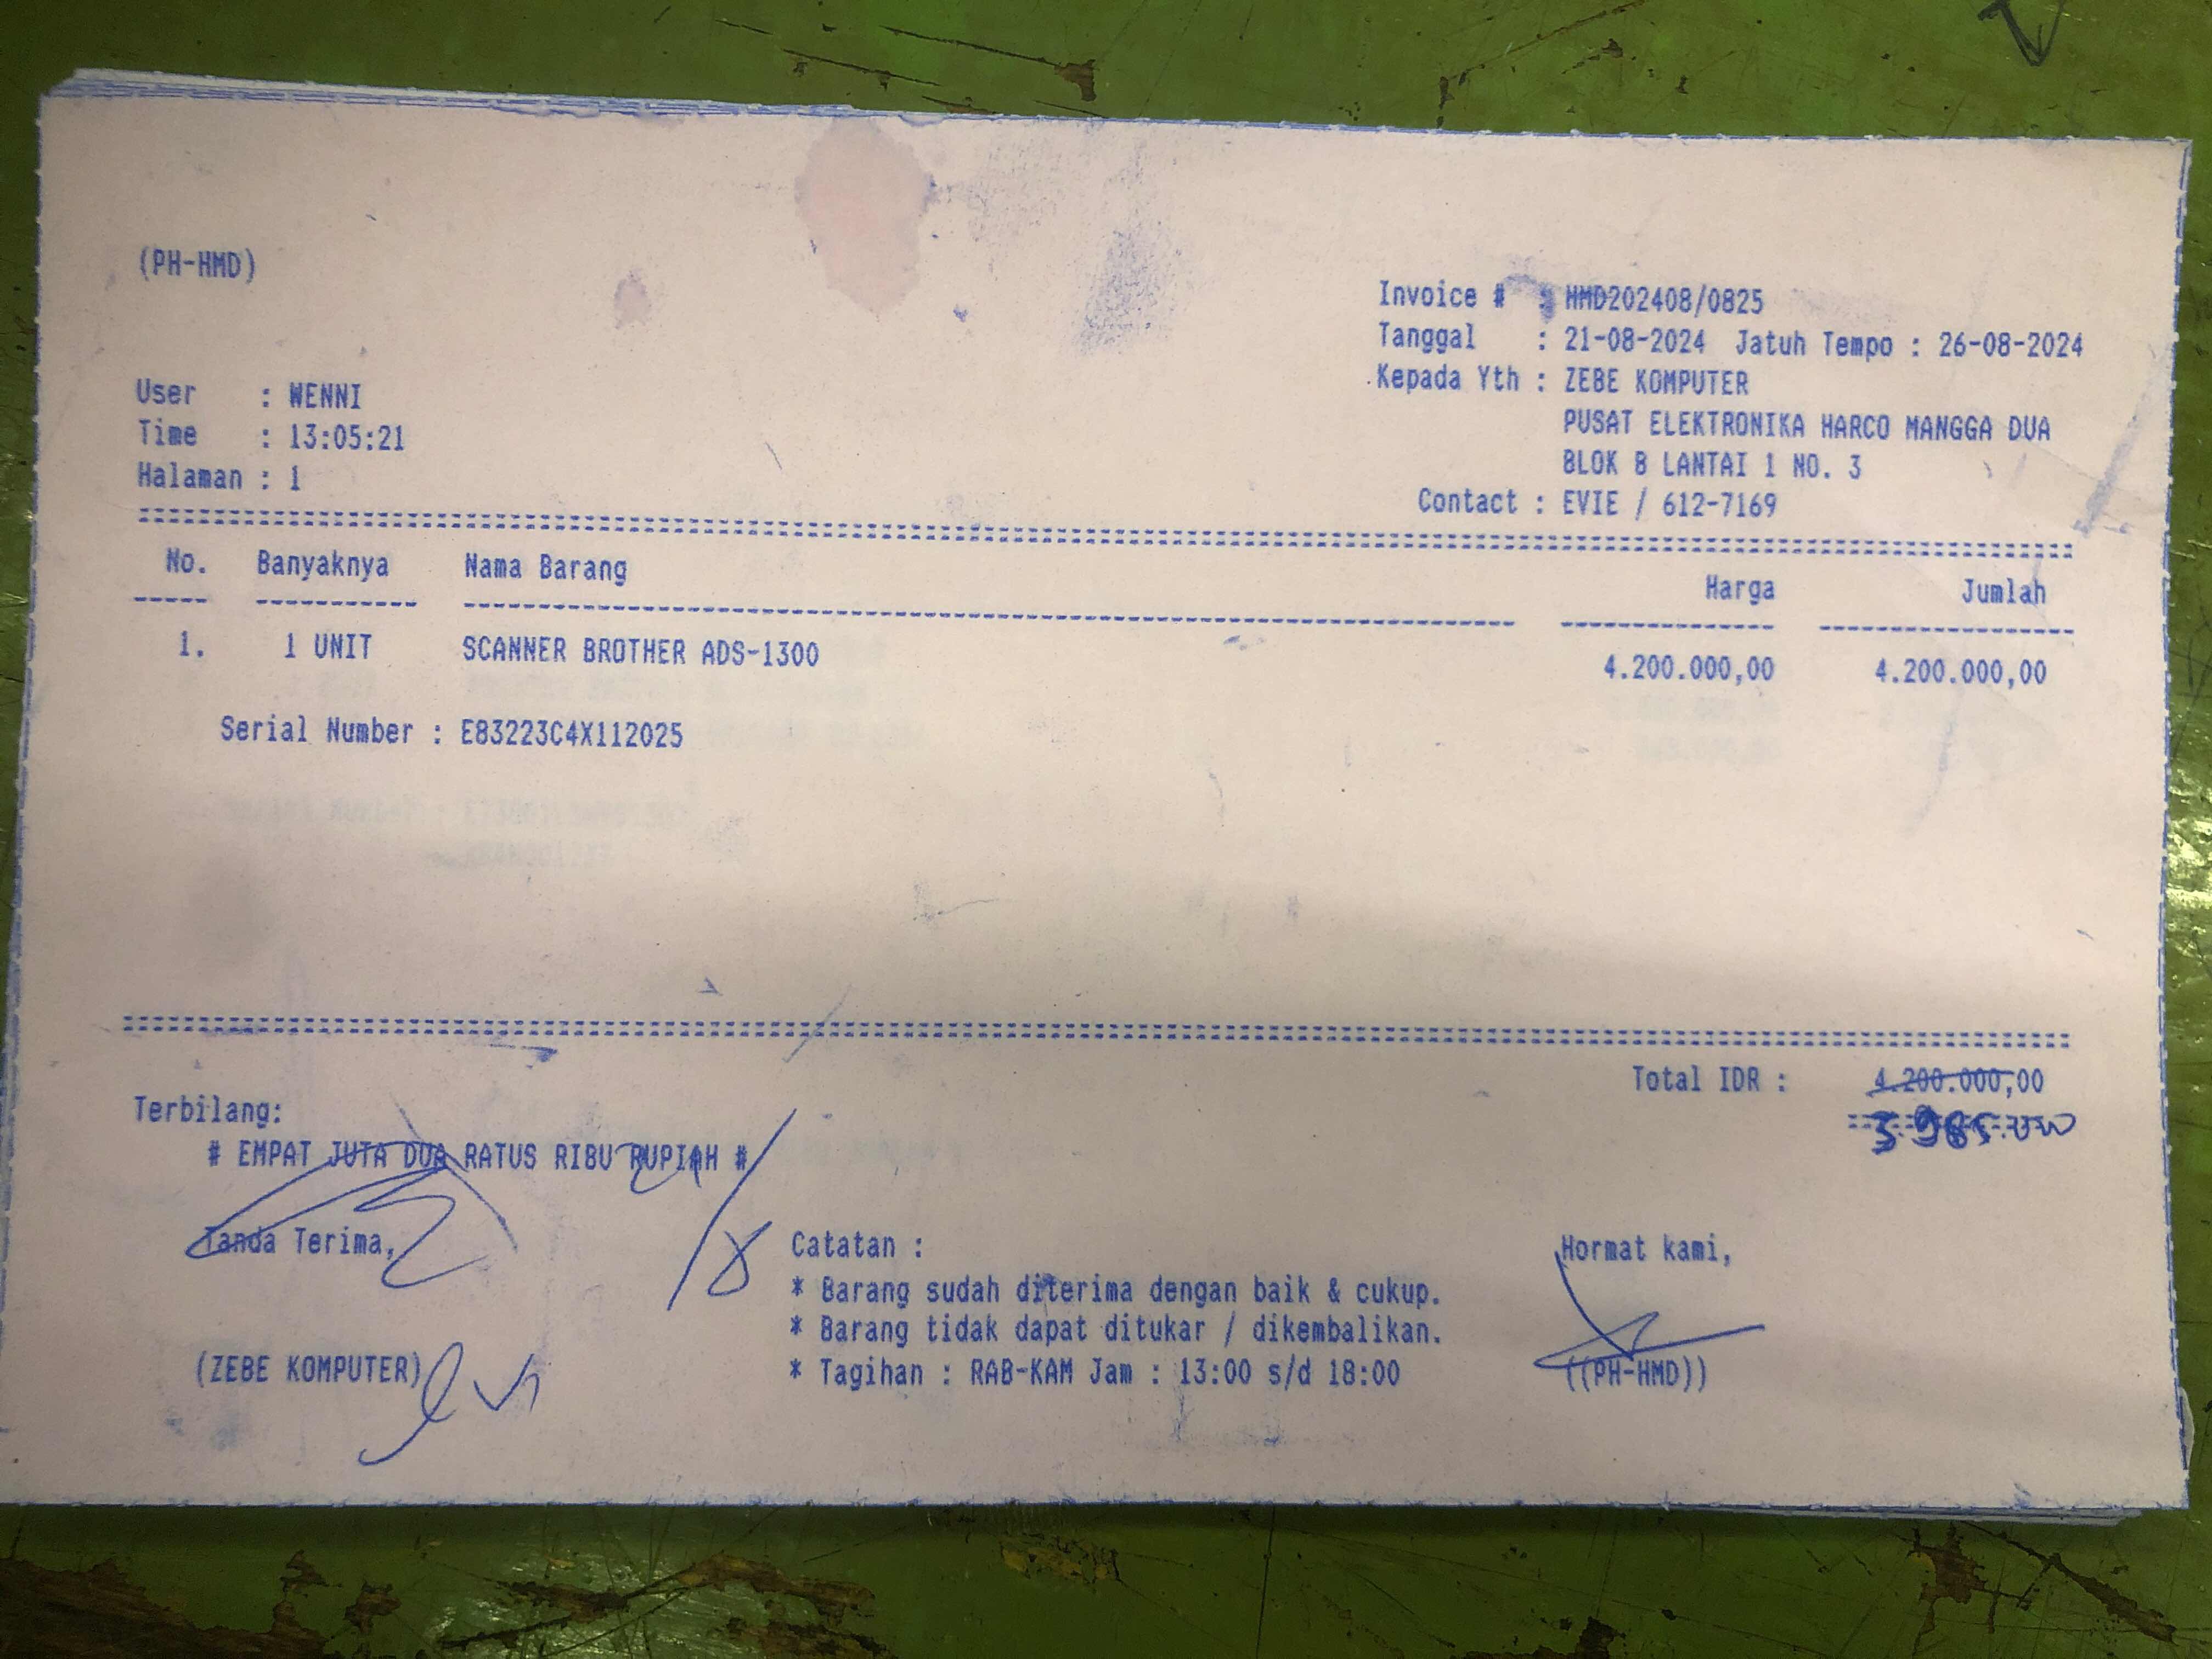 (PH-HMD)
Invoice # : HMD202408/0825
Tanggal : 21-08-2024 Jatuh Tempo : 26-08-2024
Kepada Yth : ZEBE KOMPUTER
PUSAT ELEKTRONIKA HARCO MANGGA DUA
BLOK B LANTAI 1 NO. 3
Contact : EVIE / 612-7169
User : WENNI
Time : 13:05:21
Halaman : 1
No. Banyaknya Nama Barang Harga Jumlah
1. 1 UNIT SCANNER BROTHER ADS-1300 4.200.000,00 4.200.000,00
Serial Number : E83223C4X112025
Total IDR : 4.200.000,00
Terbilang:
# EMPAT JUTA DUA RATUS RIBU RUPIAH #
Tanda Terima,
(ZEBE KOMPUTER)
Catatan :
* Barang sudah diterima dengan baik & cukup.
* Barang tidak dapat ditukar / dikembalikan.
* Tagihan : RAB-KAM Jam : 13:00 s/d 18:00
Hormat kami,
((PH-HMD))